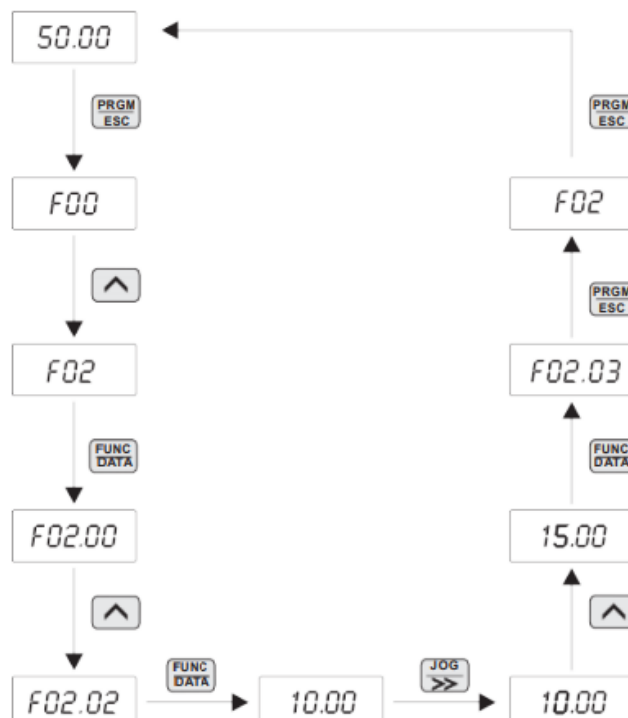 50.00
PRGM
ESC
F00
F02
FUNC
DATA
F02.00
F02.02
FUNC
DATA
10.00
JOG
10.00
15.00
FUNC
DATA
F02.03
PRGM
ESC
F02
PRGM
ESC